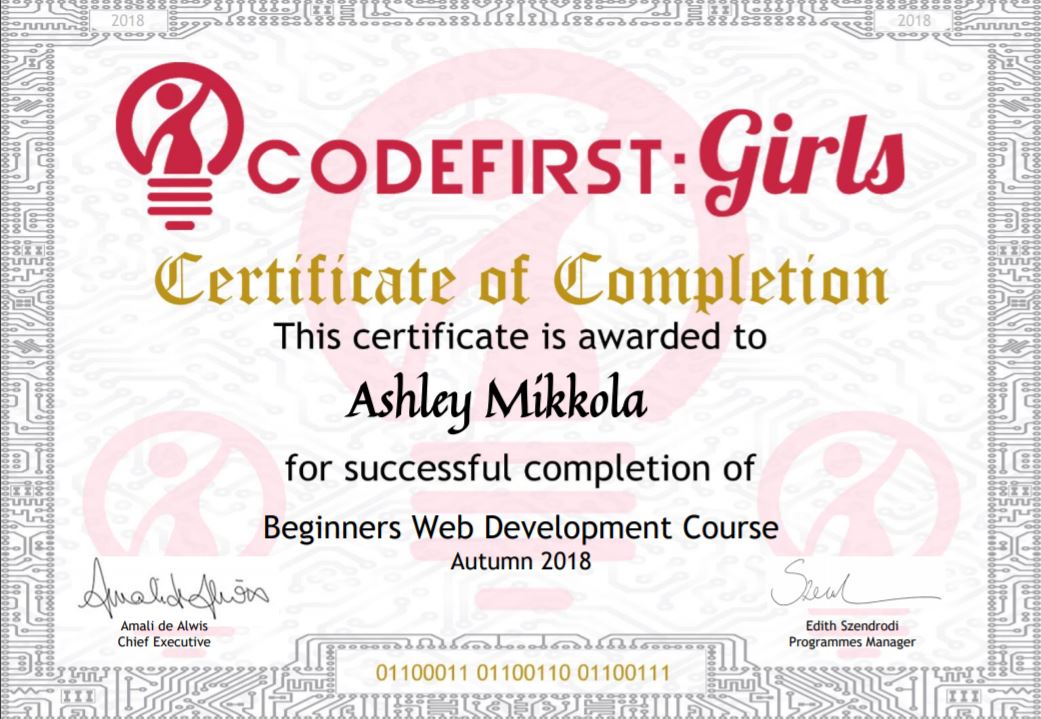 2018 2018
CODEFIRST: Girls
Certificate of Completion
This certificate is awarded to
Ashley Mikkola
for successful completion of
Beginners Web Development Course
Autumn 2018
Amali de Alwis
Chief Executive
Edith Szendrodi
Programmes Manager
01100011 01100110 01100111